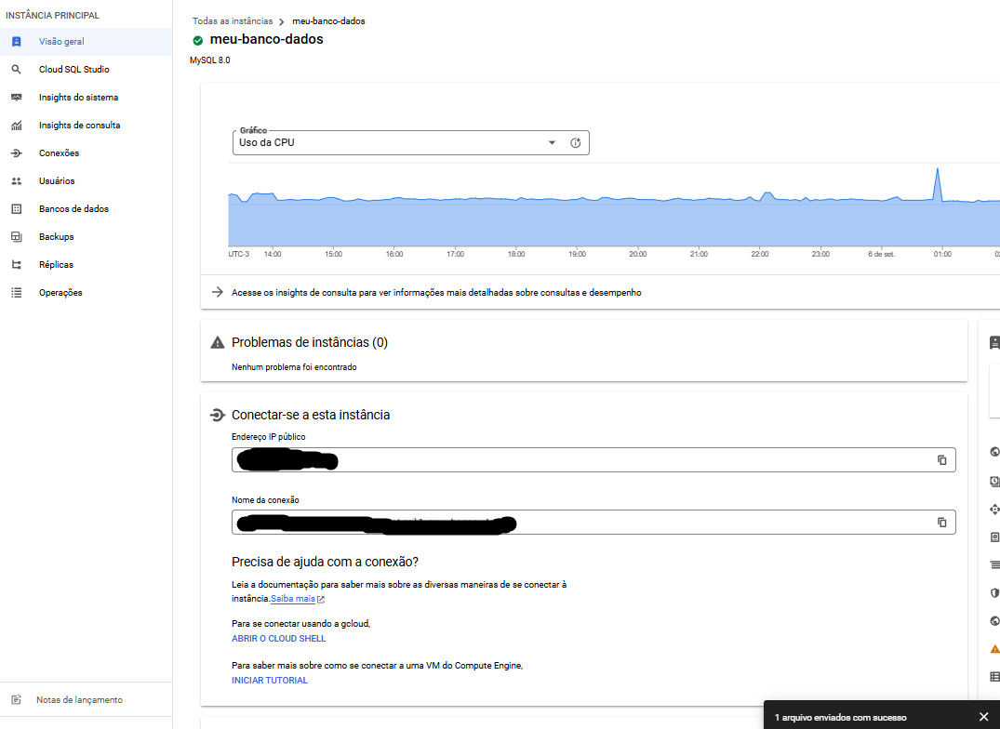 INSTÂNCIA PRINCIPAL
Visão geral
Cloud SQL Studio
Insights do sistema
Insights de consulta
Conexões
Usuários
Bancos de dados
Backups
Réplicas
Operações
Notas de lançamento
Todas as instâncias > meu-banco-dados
meu-banco-dados
MySQL 8.0
Gráfico
Uso da CPU
UTC-3 14:00 15:00 16:00 17:00 18:00 19:00 20:00 21:00 22:00 23:00 6 de set. 01:00
Acesse os insights de consulta para ver informações mais detalhadas sobre consultas e desempenho
Problemas de instâncias (0)
Nenhum problema foi encontrado
Conectar-se a esta instância
Endereço IP público
Nome da conexão
Precisa de ajuda com a conexão?
Leia a documentação para saber mais sobre as diversas maneiras de se conectar à
instância.Saiba mais
Para se conectar usando a gcloud,
ABRIR O CLOUD SHELL
Para saber mais sobre como se conectar a uma VM do Compute Engine,
INICIAR TUTORIAL
1 arquivo enviados com sucesso